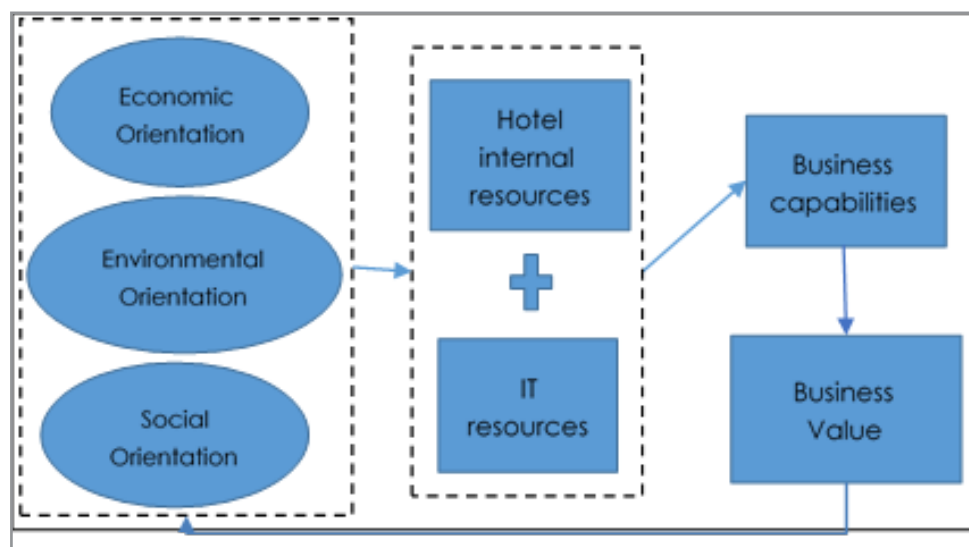 Economic
Orientation
Environmental
Orientation
Social
Orientation
Hotel
internal
resources
IT
resources
Business
capabilities
Business
Value